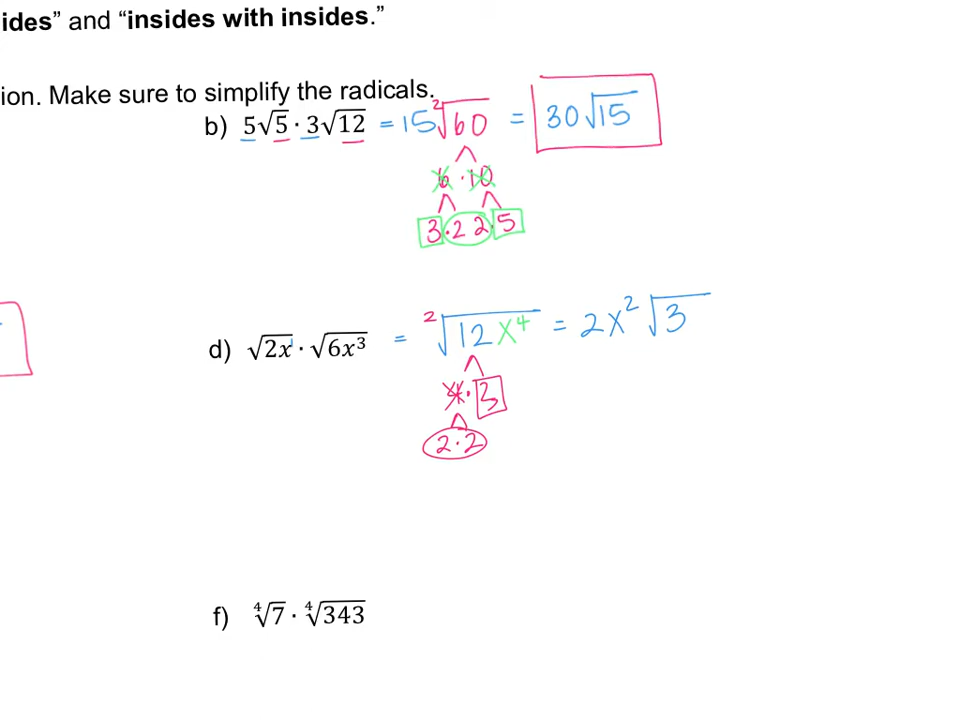 ides” and “insides with insides.”
ion. Make sure to simplify the radicals.
b) 5√5 · 3√12 = 15 ²√60 = 30√15
6 · 10
3 · 2 2 · 5
d) √2x · √6x³ = ²√12x⁴ = 2x²√3
4 · 3
2 · 2
f) ⁴√7 · ⁴√343